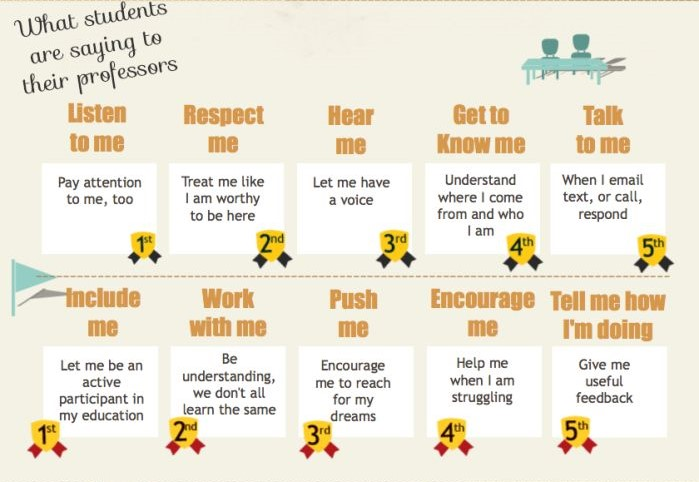 What students
are saying to
their professors
Listen
to me
Respect
me
Hear
me
Get to
Know me
Talk
to me
Pay attention
to me, too
Treat me like
I am worthy
to be here
Let me have
a voice
Understand
where I come
from and who
I am
When I email
text, or call,
respond
1st
2nd
3rd
4th
5th
Include
me
Work
with me
Push
me
Encourage
me
Tell me how
I'm doing
Let me be an
active
participant in
my education
Be
understanding,
we don't all
learn the same
Encourage
me to reach
for my
dreams
Help me
when I am
struggling
Give me
useful
feedback
1st
2nd
3rd
4th
5th